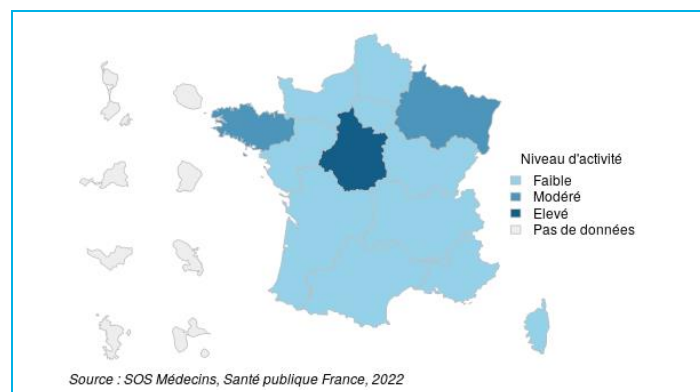 Niveau d'activité
Faible
Modéré
Elevé
Pas de données
Source : SOS Médecins, Santé publique France, 2022